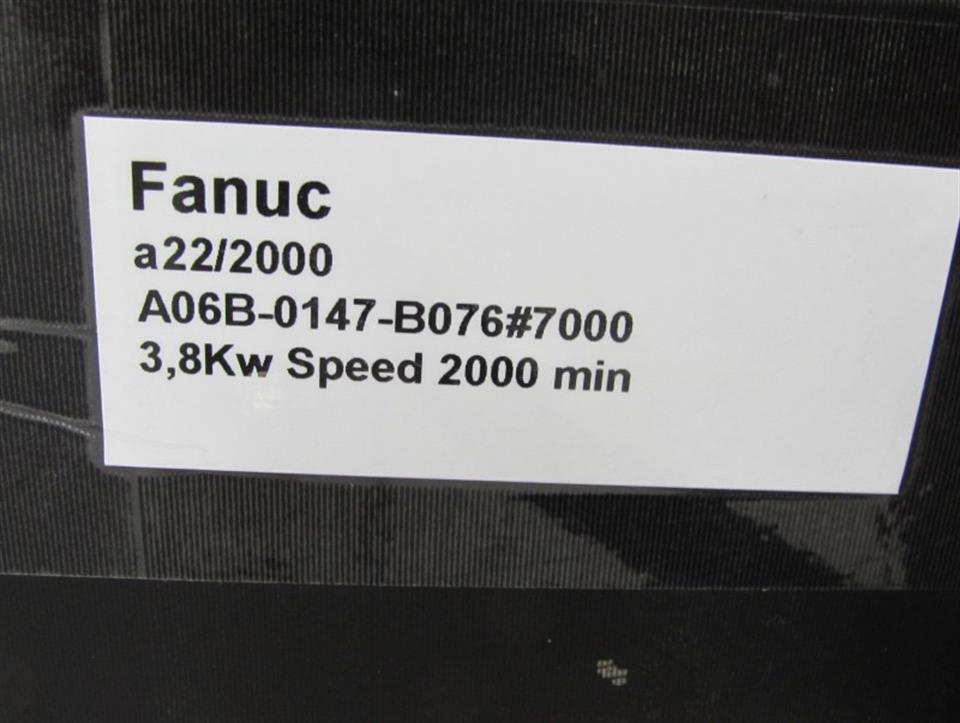 Fanuc
a22/2000
A06B-0147-B076#7000
3,8Kw Speed 2000 min